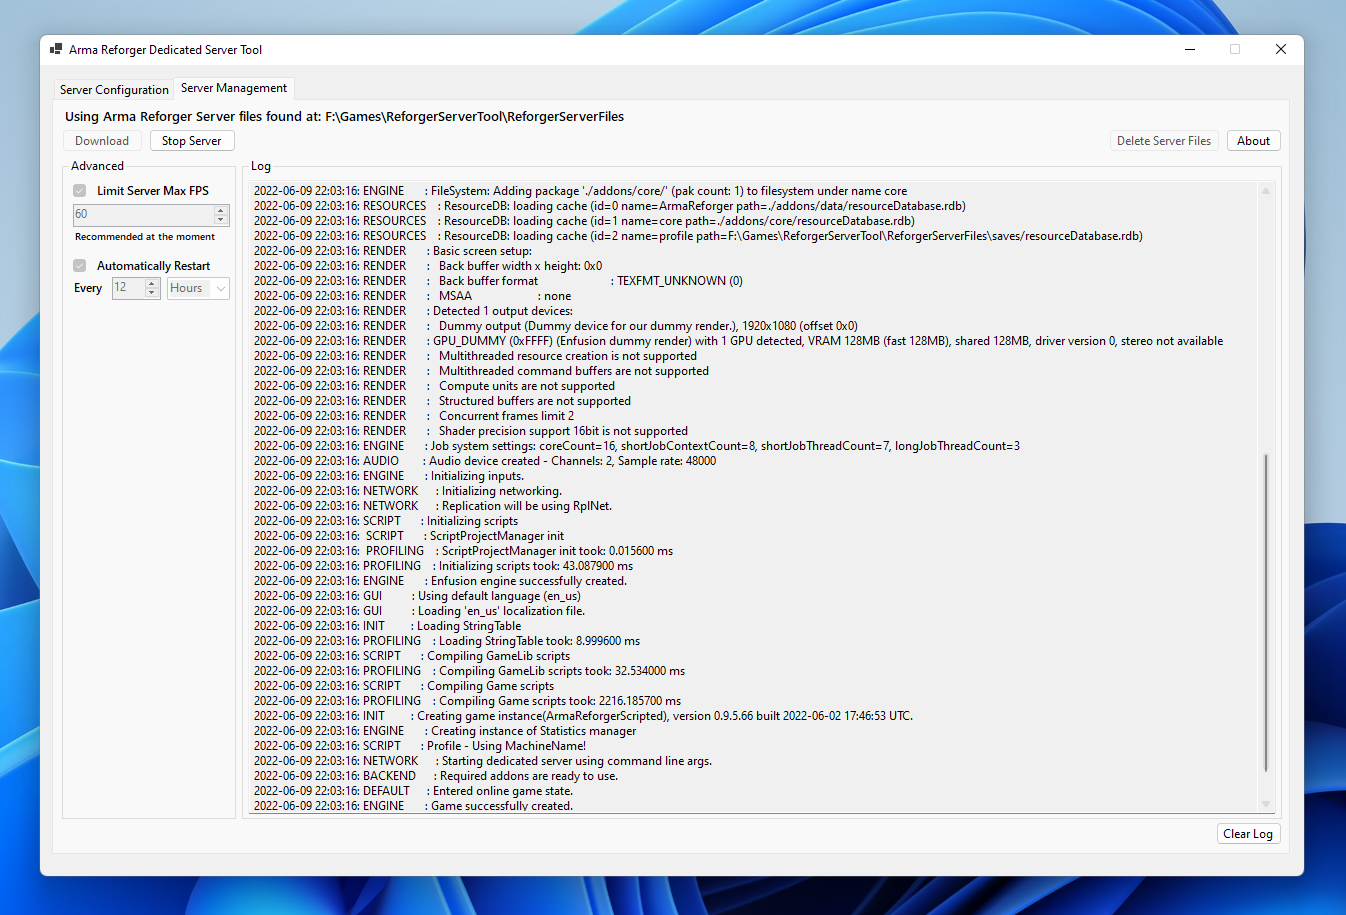 Arma Reforger Dedicated Server Tool
Server Configuration
Server Management
Using Arma Reforger Server files found at: F:\Games\ReforgerServerTool\ReforgerServerFiles
Download
Stop Server
Delete Server Files
About
Advanced
Limit Server Max FPS
60
Recommended at the moment
Automatically Restart
Every 12 Hours
Log
2022-06-09 22:03:16: ENGINE : FileSystem: Adding package './addons/core/' (pak count: 1) to filesystem under name core
2022-06-09 22:03:16: RESOURCES : ResourceDB: loading cache (id=0 name=ArmaReforger path=./addons/data/resourceDatabase.rdb)
2022-06-09 22:03:16: RESOURCES : ResourceDB: loading cache (id=1 name=core path=./addons/core/resourceDatabase.rdb)
2022-06-09 22:03:16: RESOURCES : ResourceDB: loading cache (id=2 name=profile path=F:\Games\ReforgerServerTool\ReforgerServerFiles\saves/resourceDatabase.rdb)
2022-06-09 22:03:16: RENDER : Basic screen setup:
2022-06-09 22:03:16: RENDER : Back buffer width x height: 0x0
2022-06-09 22:03:16: RENDER : Back buffer format : TEXFMT_UNKNOWN (0)
2022-06-09 22:03:16: RENDER : MSAA : none
2022-06-09 22:03:16: RENDER : Detected 1 output devices:
2022-06-09 22:03:16: RENDER : Dummy output (Dummy device for our dummy render.), 1920x1080 (offset 0x0)
2022-06-09 22:03:16: RENDER : GPU_DUMMY (0xFFFF) (Enfusion dummy render) with 1 GPU detected, VRAM 128MB (fast 128MB), shared 128MB, driver version 0, stereo not available
2022-06-09 22:03:16: RENDER : Multithreaded resource creation is not supported
2022-06-09 22:03:16: RENDER : Multithreaded command buffers are not supported
2022-06-09 22:03:16: RENDER : Compute units are not supported
2022-06-09 22:03:16: RENDER : Structured buffers are not supported
2022-06-09 22:03:16: RENDER : Concurrent frames limit 2
2022-06-09 22:03:16: RENDER : Shader precision support 16bit is not supported
2022-06-09 22:03:16: ENGINE : Job system settings: coreCount=16, shortJobContextCount=8, shortJobThreadCount=7, longJobThreadCount=3
2022-06-09 22:03:16: AUDIO : Audio device created - Channels: 2, Sample rate: 48000
2022-06-09 22:03:16: ENGINE : Initializing inputs.
2022-06-09 22:03:16: NETWORK : Initializing networking.
2022-06-09 22:03:16: NETWORK : Replication will be using RplNet.
2022-06-09 22:03:16: SCRIPT : Initializing scripts
2022-06-09 22:03:16: SCRIPT : ScriptProjectManager init
2022-06-09 22:03:16: PROFILING : ScriptProjectManager init took: 0.015600 ms
2022-06-09 22:03:16: PROFILING : Initializing scripts took: 43.087900 ms
2022-06-09 22:03:16: ENGINE : Enfusion engine successfully created.
2022-06-09 22:03:16: GUI : Using default language (en_us)
2022-06-09 22:03:16: GUI : Loading 'en_us' localization file.
2022-06-09 22:03:16: INIT : Loading StringTable
2022-06-09 22:03:16: PROFILING : Loading StringTable took: 8.999600 ms
2022-06-09 22:03:16: SCRIPT : Compiling GameLib scripts
2022-06-09 22:03:16: PROFILING : Compiling GameLib scripts took: 32.534000 ms
2022-06-09 22:03:16: SCRIPT : Compiling Game scripts
2022-06-09 22:03:16: PROFILING : Compiling Game scripts took: 2216.185700 ms
2022-06-09 22:03:16: INIT : Creating game instance(ArmaReforgerScripted), version 0.9.5.66 built 2022-06-02 17:46:53 UTC.
2022-06-09 22:03:16: ENGINE : Creating instance of Statistics manager
2022-06-09 22:03:16: SCRIPT : Profile - Using MachineName!
2022-06-09 22:03:16: NETWORK : Starting dedicated server using command line args.
2022-06-09 22:03:16: BACKEND : Required addons are ready to use.
2022-06-09 22:03:16: DEFAULT : Entered online game state.
2022-06-09 22:03:16: ENGINE : Game successfully created.
Clear Log